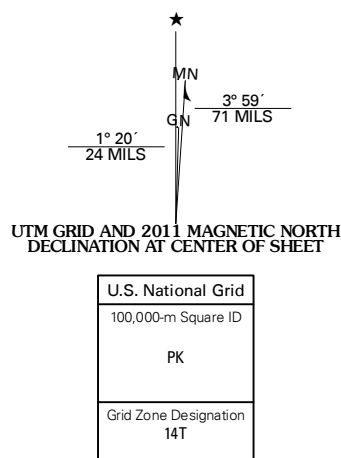 ★
MN
3° 59´
71 MILS
GN
1° 20´
24 MILS
UTM GRID AND 2011 MAGNETIC NORTH
DECLINATION AT CENTER OF SHEET
U.S. National Grid
100,000-m Square ID
PK
Grid Zone Designation
14T